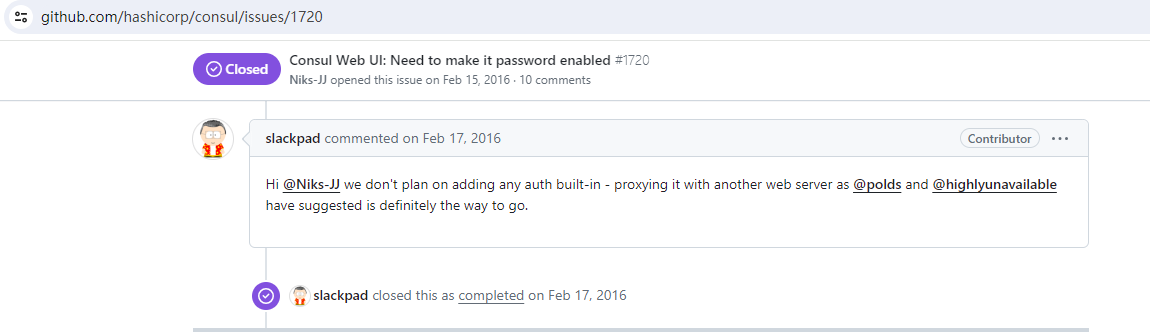 github.com/hashicorp/consul/issues/1720
Closed
Consul Web UI: Need to make it password enabled #1720
Niks-JJ opened this issue on Feb 15, 2016 · 10 comments
slackpad commented on Feb 17, 2016
Contributor
Hi @Niks-JJ we don't plan on adding any auth built-in - proxying it with another web server as @polds and @highlyunavailable
have suggested is definitely the way to go.
slackpad closed this as completed on Feb 17, 2016